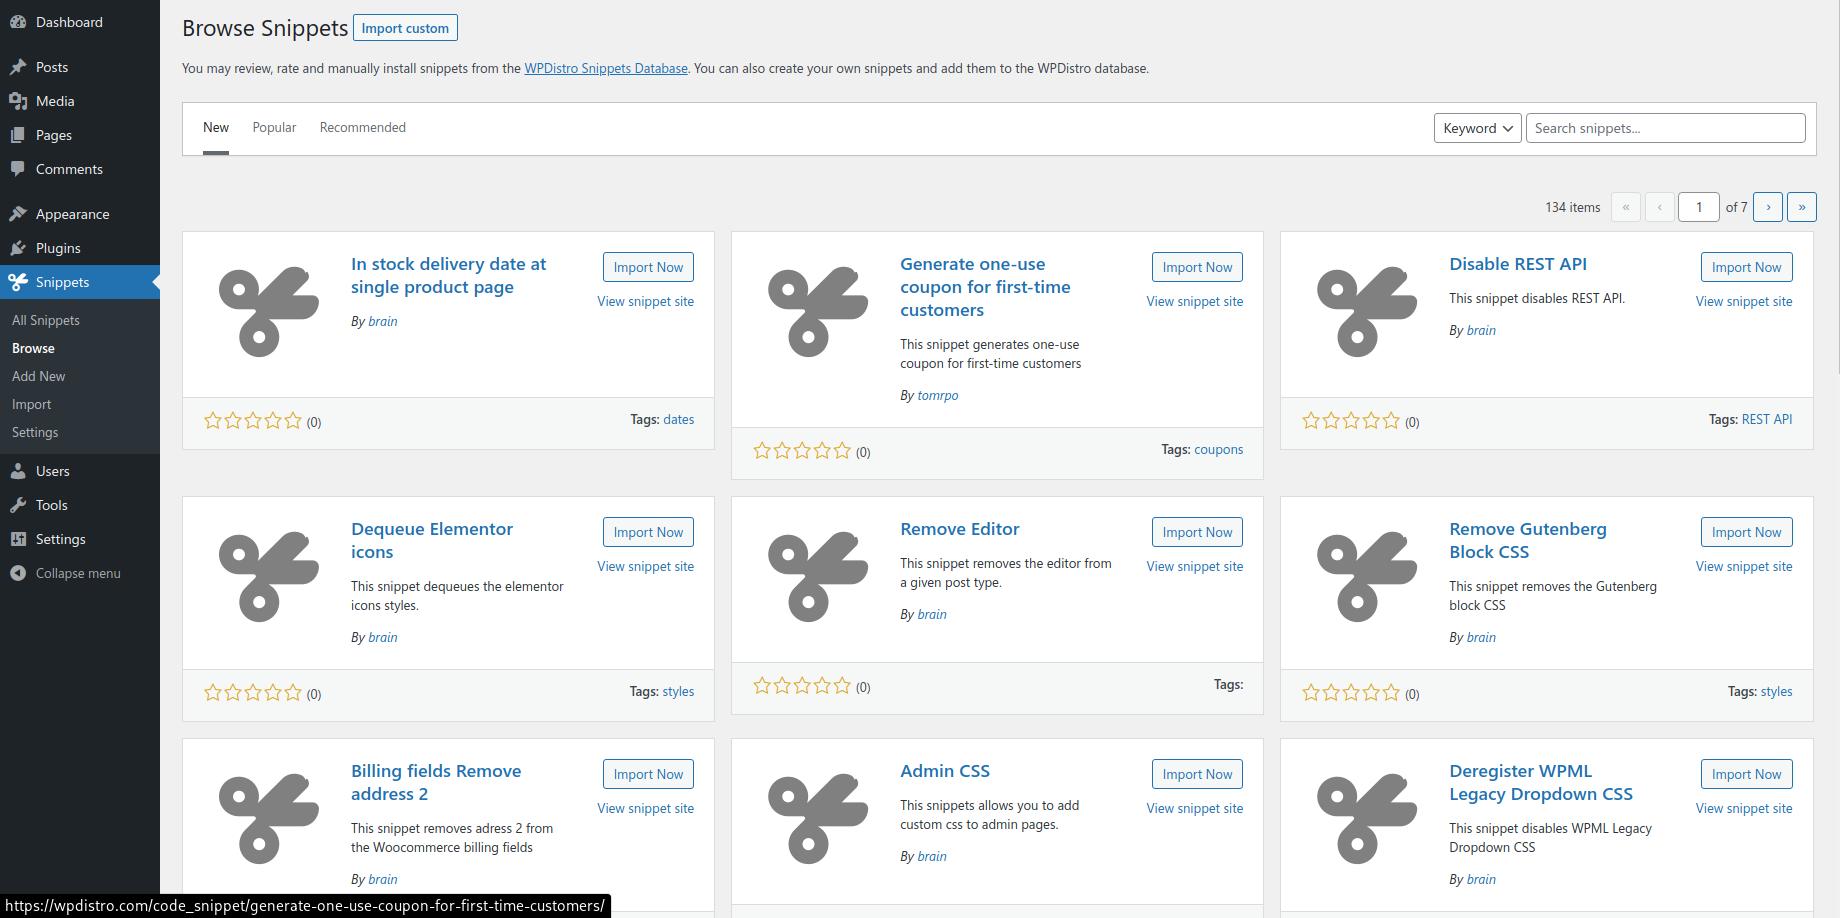 Dashboard
Posts
Media
Pages
Comments
Appearance
Plugins
Snippets
All Snippets
Browse
Add New
Import
Settings
Users
Tools
Settings
Collapse menu
Browse Snippets Import custom
You may review, rate and manually install snippets from the WPDistro Snippets Database. You can also create your own snippets and add them to the WPDistro database.
New Popular Recommended Keyword Search snippets...
134 items « ‹ 1 of 7 › »
In stock delivery date at
single product page
By brain
Import Now
View snippet site
(0) Tags: dates
Generate one-use
coupon for first-time
customers
This snippet generates one-use
coupon for first-time customers
By tomrpo
Import Now
View snippet site
(0) Tags: coupons
Disable REST API
This snippet disables REST API.
By brain
Import Now
View snippet site
(0) Tags: REST API
Dequeue Elementor
icons
This snippet dequeues the elementor
icons styles.
By brain
Import Now
View snippet site
(0) Tags: styles
Remove Editor
This snippet removes the editor from
a given post type.
By brain
Import Now
View snippet site
(0) Tags:
Remove Gutenberg
Block CSS
This snippet removes the Gutenberg
block CSS
By brain
Import Now
View snippet site
(0) Tags: styles
Billing fields Remove
address 2
This snippet removes adress 2 from
the Woocommerce billing fields
By brain
Import Now
View snippet site
Admin CSS
This snippets allows you to add
custom css to admin pages.
By brain
Import Now
View snippet site
Deregister WPML
Legacy Dropdown CSS
This snippet disables WPML Legacy
Dropdown CSS
By brain
Import Now
View snippet site
https://wpdistro.com/code_snippet/generate-one-use-coupon-for-first-time-customers/